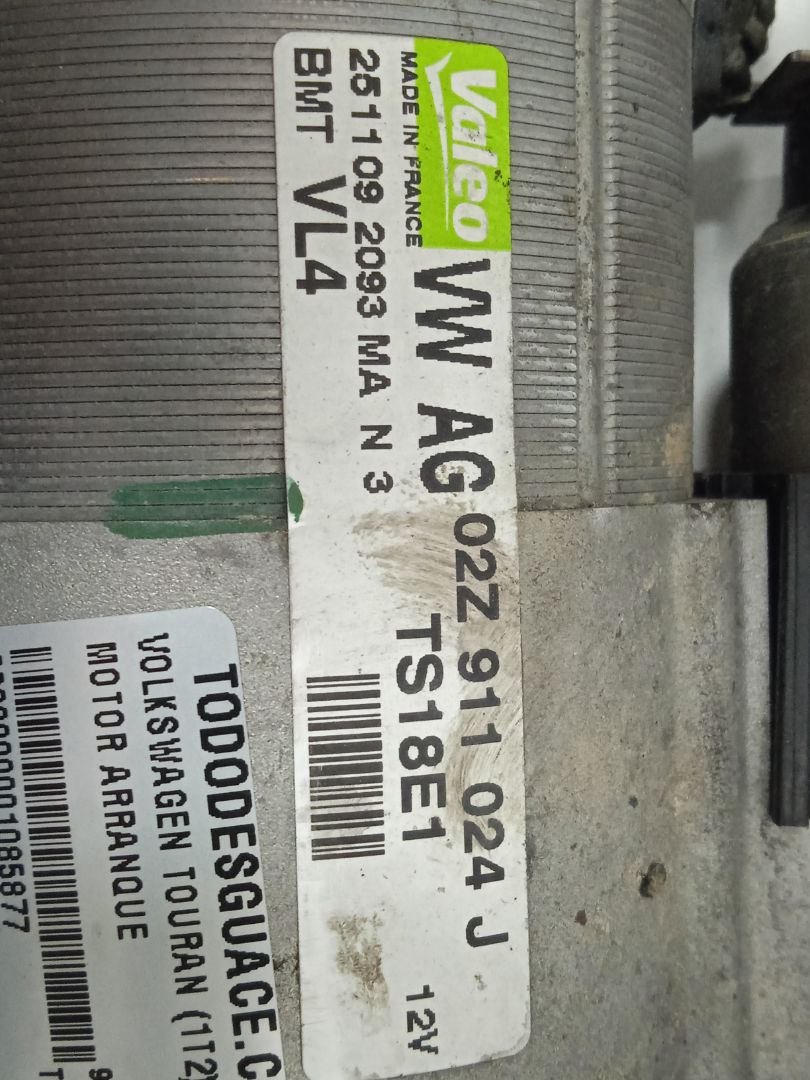 Valeo
MADE IN FRANCE
VW AG 02Z 911 024 J
TS18E1 12V
251109 2093 MA N 3
BMT VL4
TODODESGUACE.C
VOLKSWAGEN TOURAN (1T2)
MOTOR ARRANQUE